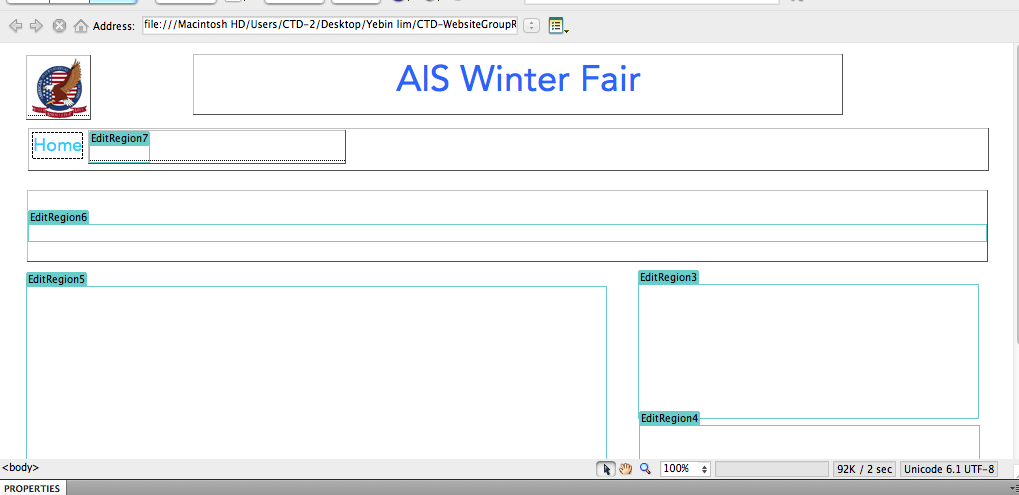 Address: file:///Macintosh HD/Users/CTD-2/Desktop/Yebin lim/CTD-WebsiteGroupR
AIS Winter Fair
Home EditRegion7
EditRegion6
EditRegion5 EditRegion3
EditRegion4
<body> 100% 92K / 2 sec Unicode 6.1 UTF-8
PROPERTIES